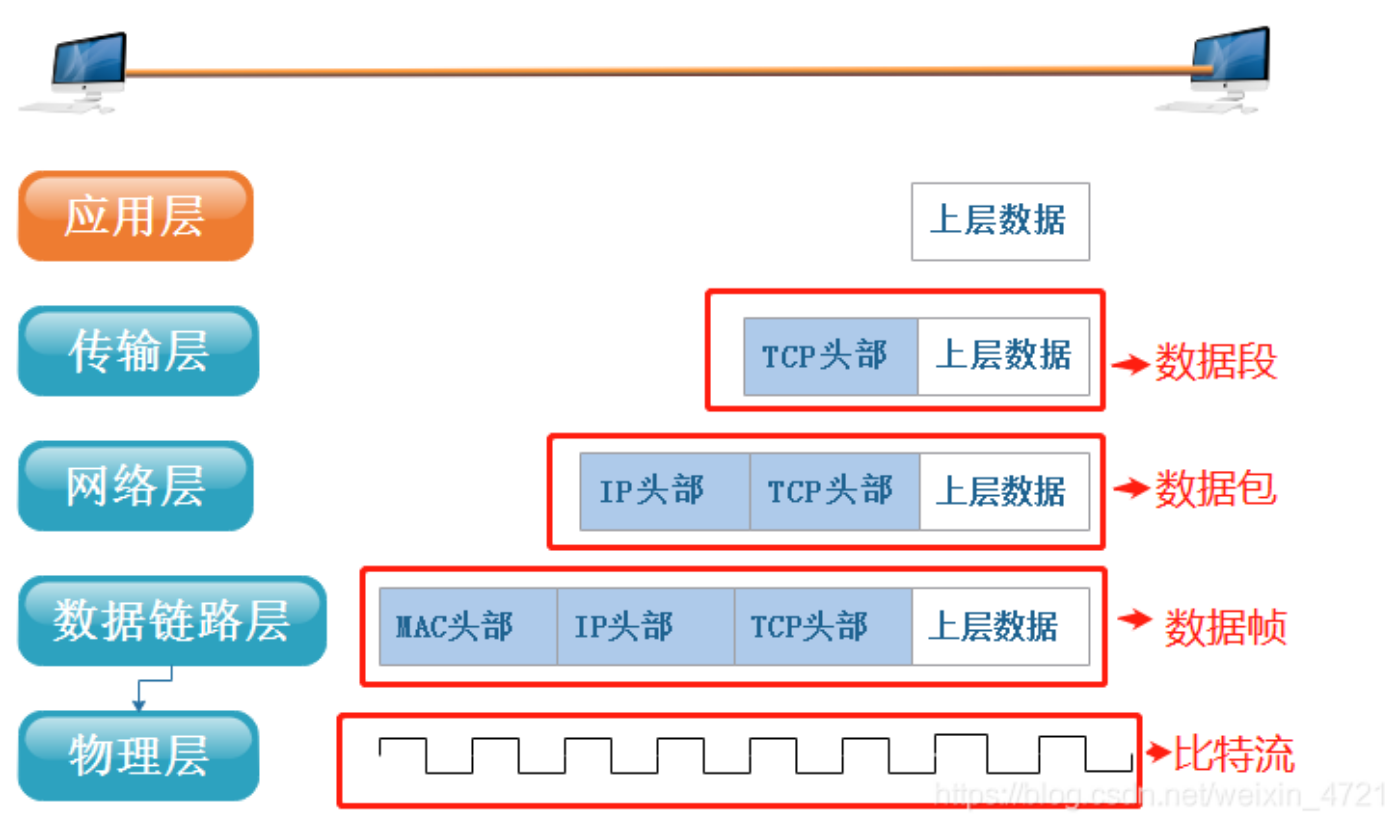 应用层
上层数据
传输层
TCP头部 上层数据
数据段
网络层
IP头部 TCP头部 上层数据
数据包
数据链路层
MAC头部 IP头部 TCP头部 上层数据
数据帧
物理层
比特流
https://blog.csdn.net/weixin_4721